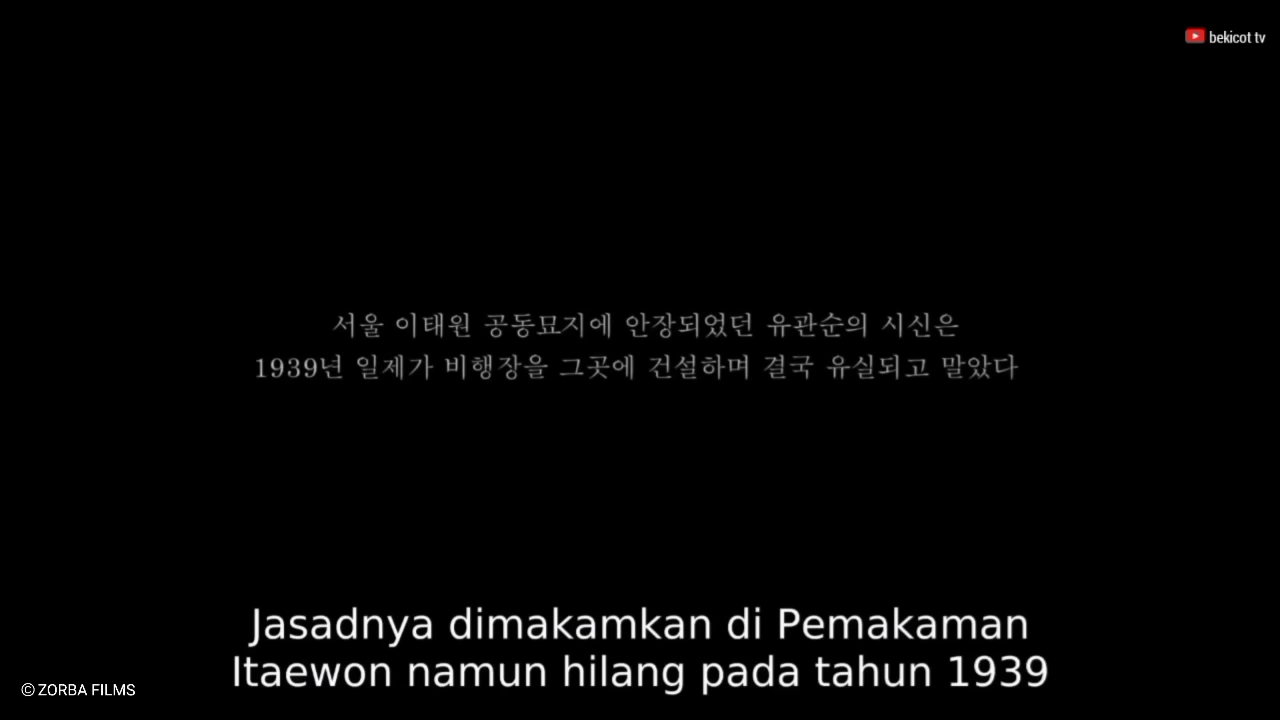 bekicot tv
서울 이태원 공동묘지에 안장되었던 유관순의 시신은
1939년 일제가 비행장을 그곳에 건설하며 결국 유실되고 말았다
Jasadnya dimakamkan di Pemakaman
Itaewon namun hilang pada tahun 1939
© ZORBA FILMS